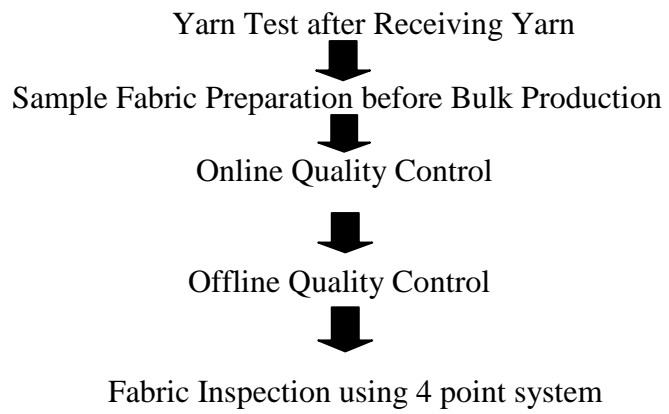 Yarn Test after Receiving Yarn
Sample Fabric Preparation before Bulk Production
Online Quality Control
Offline Quality Control
Fabric Inspection using 4 point system